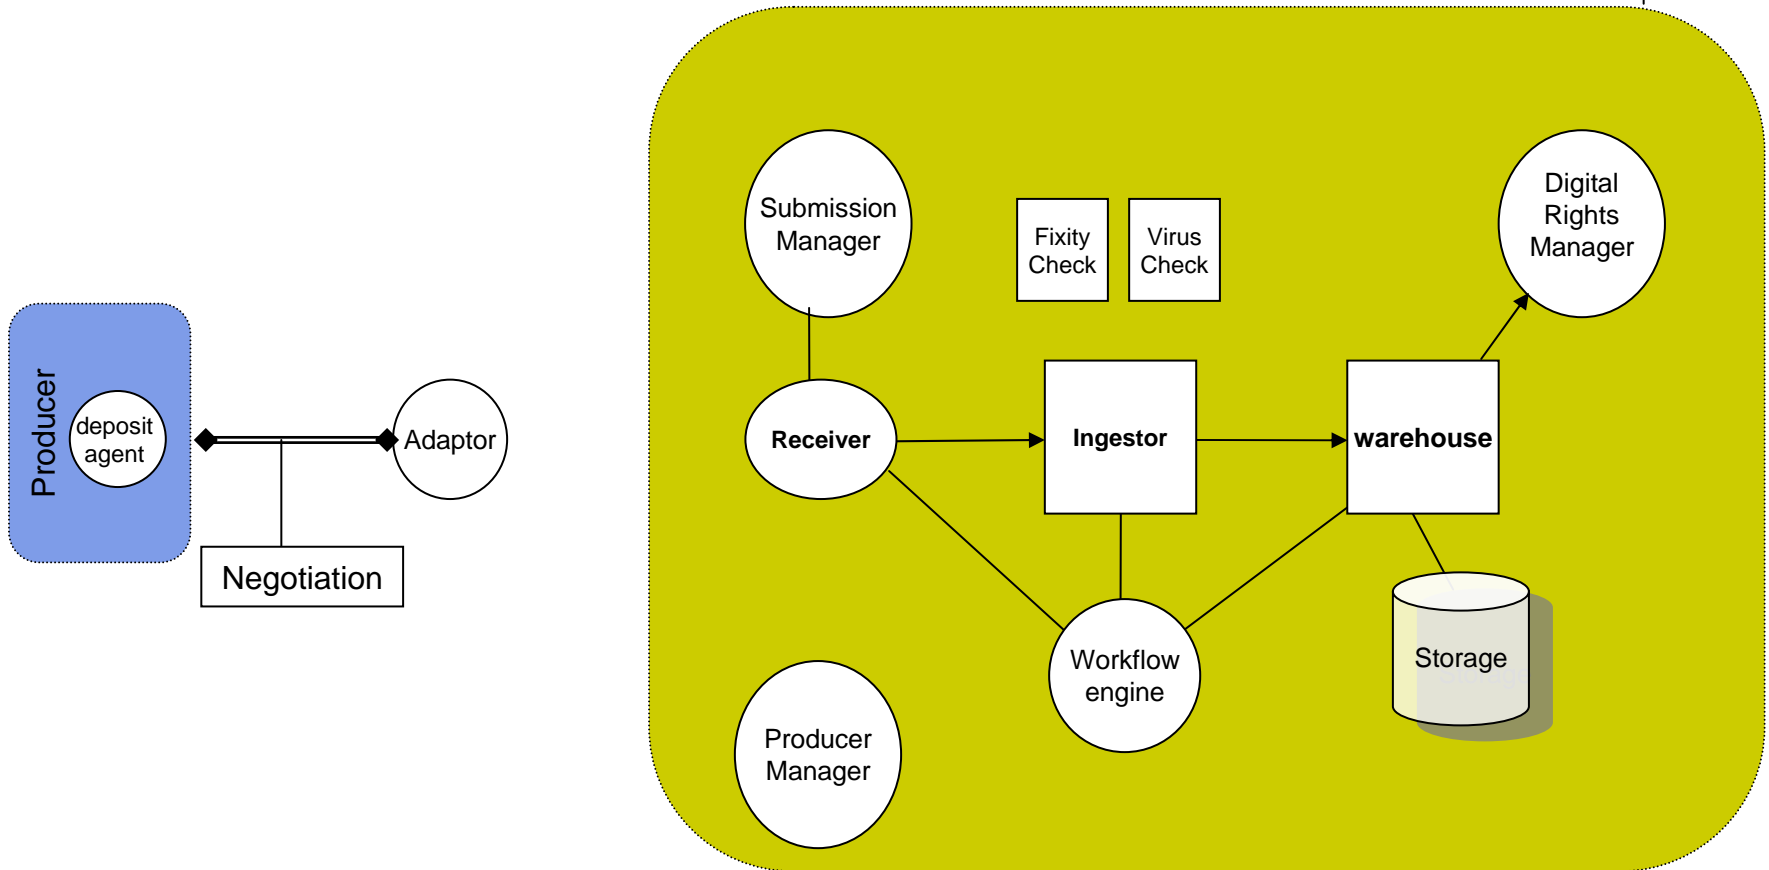 Producer
deposit
agent
Adaptor
Negotiation
Submission
Manager
Fixity
Check
Virus
Check
Digital
Rights
Manager
Receiver
Ingestor
warehouse
Workflow
engine
Storage
Storage
Producer
Manager